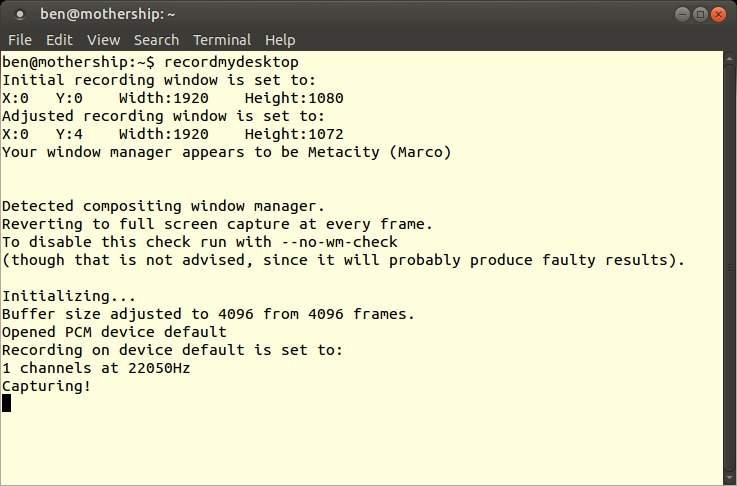 ben@mothership: ~
File Edit View Search Terminal Help
ben@mothership:~$ recordmydesktop
Initial recording window is set to:
X:0   Y:0    Width:1920    Height:1080
Adjusted recording window is set to:
X:0   Y:4    Width:1920    Height:1072
Your window manager appears to be Metacity (Marco)
Detected compositing window manager.
Reverting to full screen capture at every frame.
To disable this check run with --no-wm-check
(though that is not advised, since it will probably produce faulty results).
Initializing...
Buffer size adjusted to 4096 from 4096 frames.
Opened PCM device default
Recording on device default is set to:
1 channels at 22050Hz
Capturing!